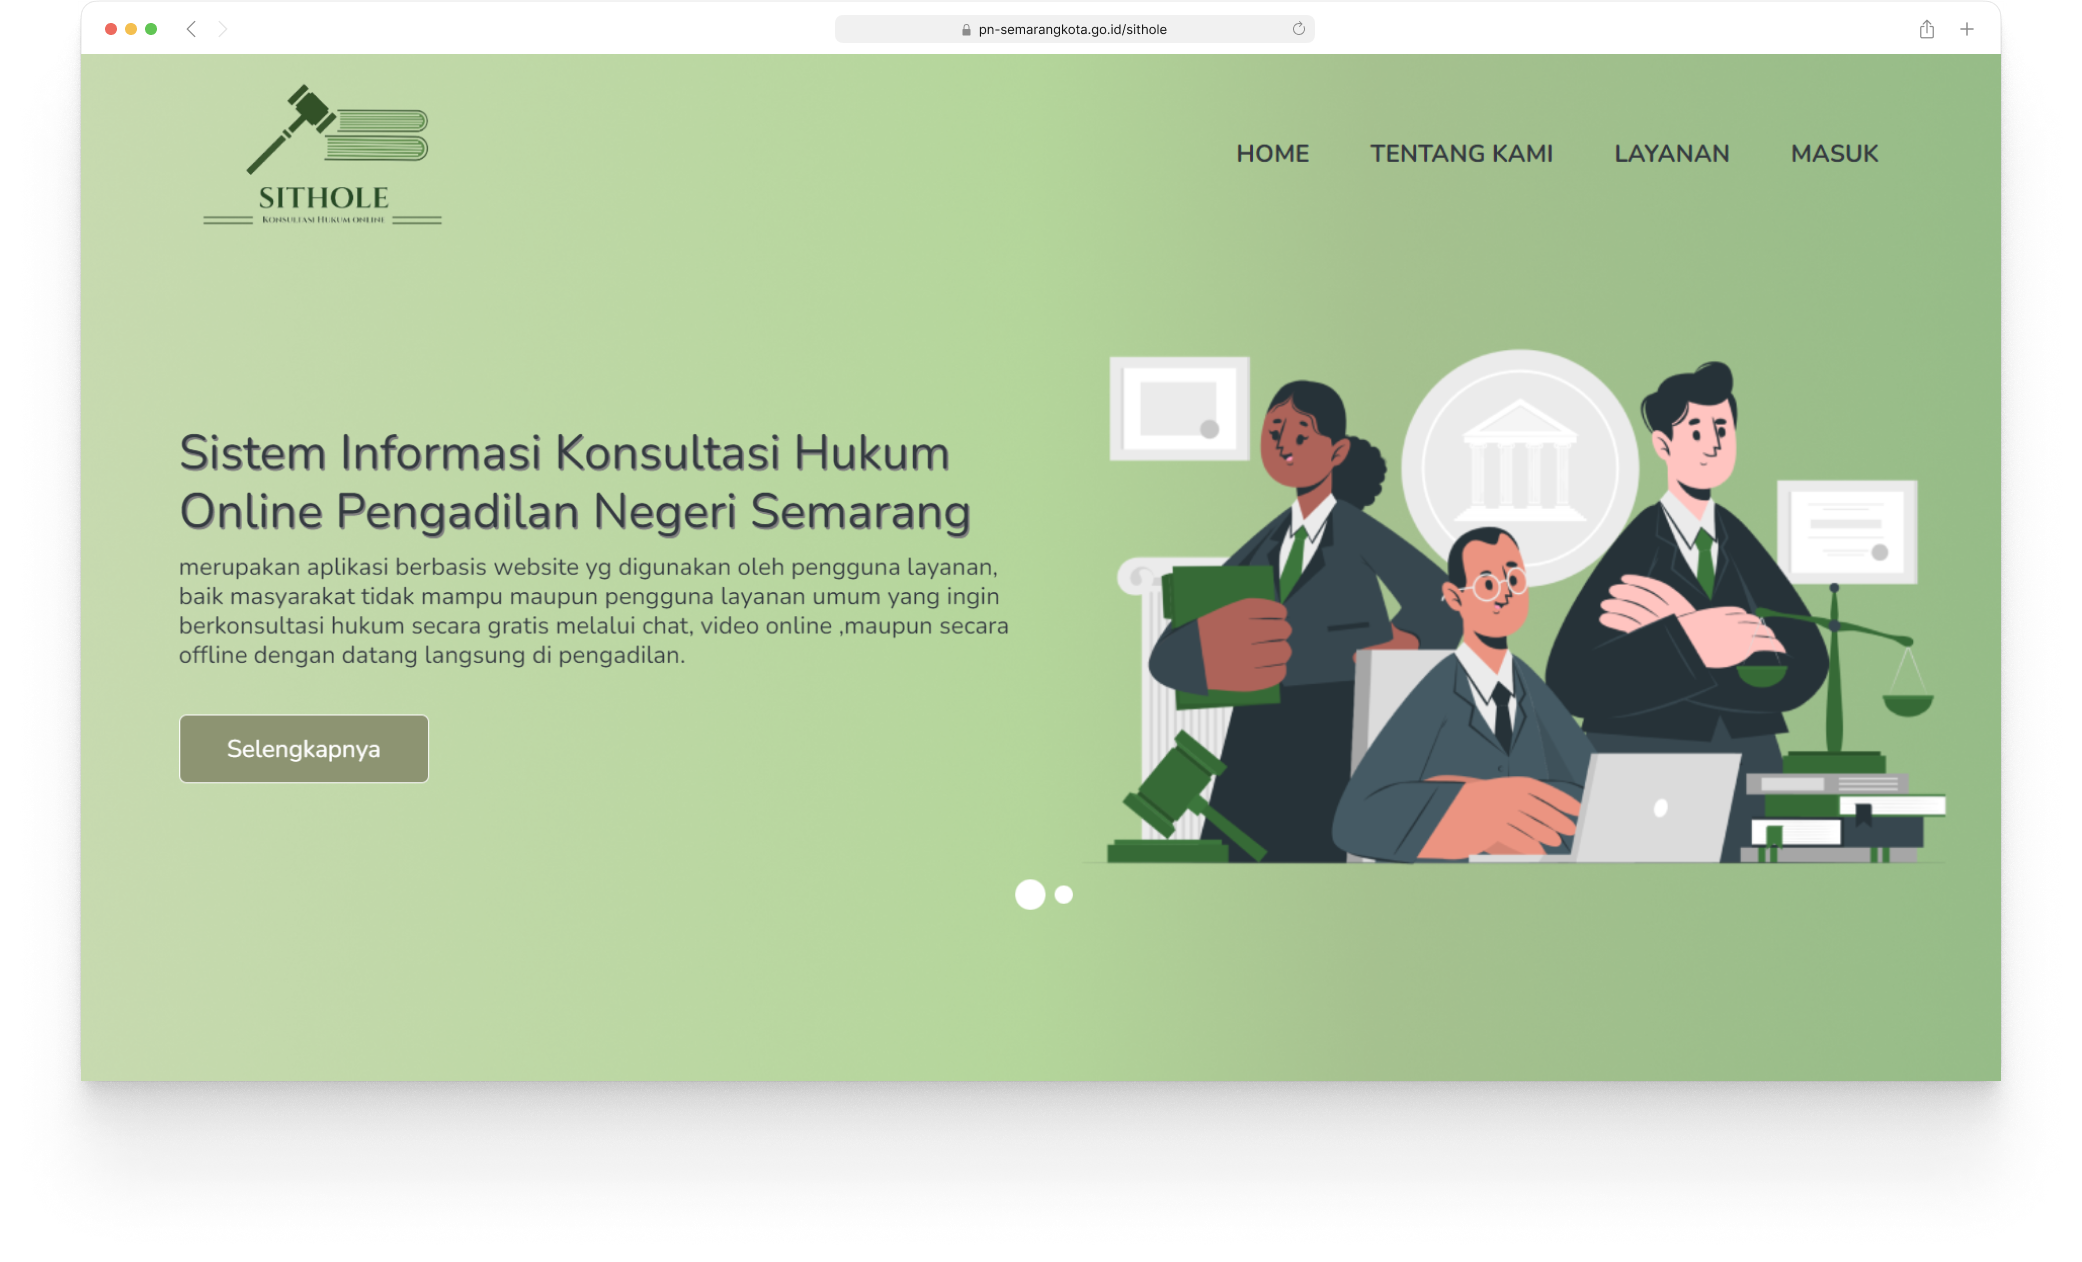 pn-semarangkota.go.id/sithole
SITHOLE
KONSULTASI HUKUM ONLINE
HOME TENTANG KAMI LAYANAN MASUK
Sistem Informasi Konsultasi Hukum
Online Pengadilan Negeri Semarang
merupakan aplikasi berbasis website yg digunakan oleh pengguna layanan,
baik masyarakat tidak mampu maupun pengguna layanan umum yang ingin
berkonsultasi hukum secara gratis melalui chat, video online ,maupun secara
offline dengan datang langsung di pengadilan.
Selengkapnya